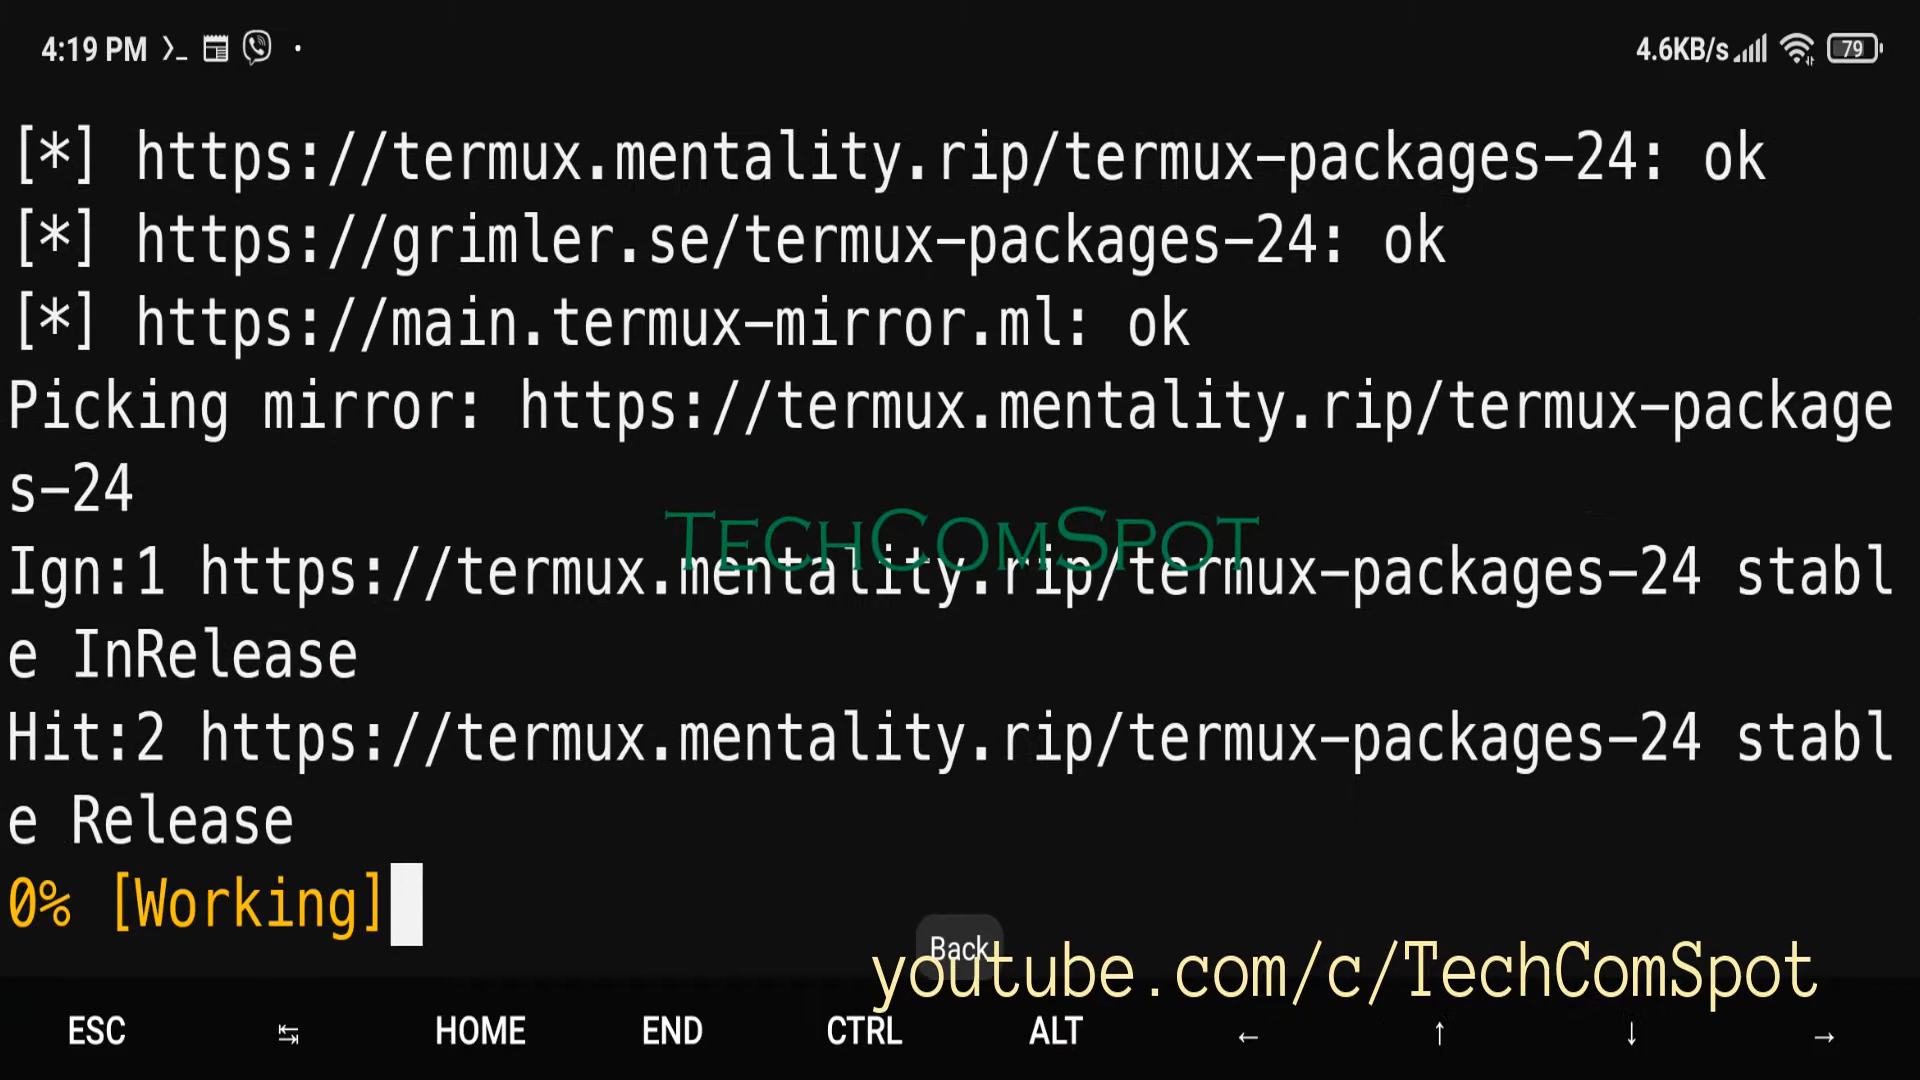 4:19 PM
4.6KB/s 79
[*] https://termux.mentality.rip/termux-packages-24: ok
[*] https://grimler.se/termux-packages-24: ok
[*] https://main.termux-mirror.ml: ok
Picking mirror: https://termux.mentality.rip/termux-package
s-24
TechComSpot
Ign:1 https://termux.mentality.rip/termux-packages-24 stabl
e InRelease
Hit:2 https://termux.mentality.rip/termux-packages-24 stabl
e Release
0% [Working]
Back
youtube.com/c/TechComSpot
ESC ↹ HOME END CTRL ALT ← ↑ ↓ →